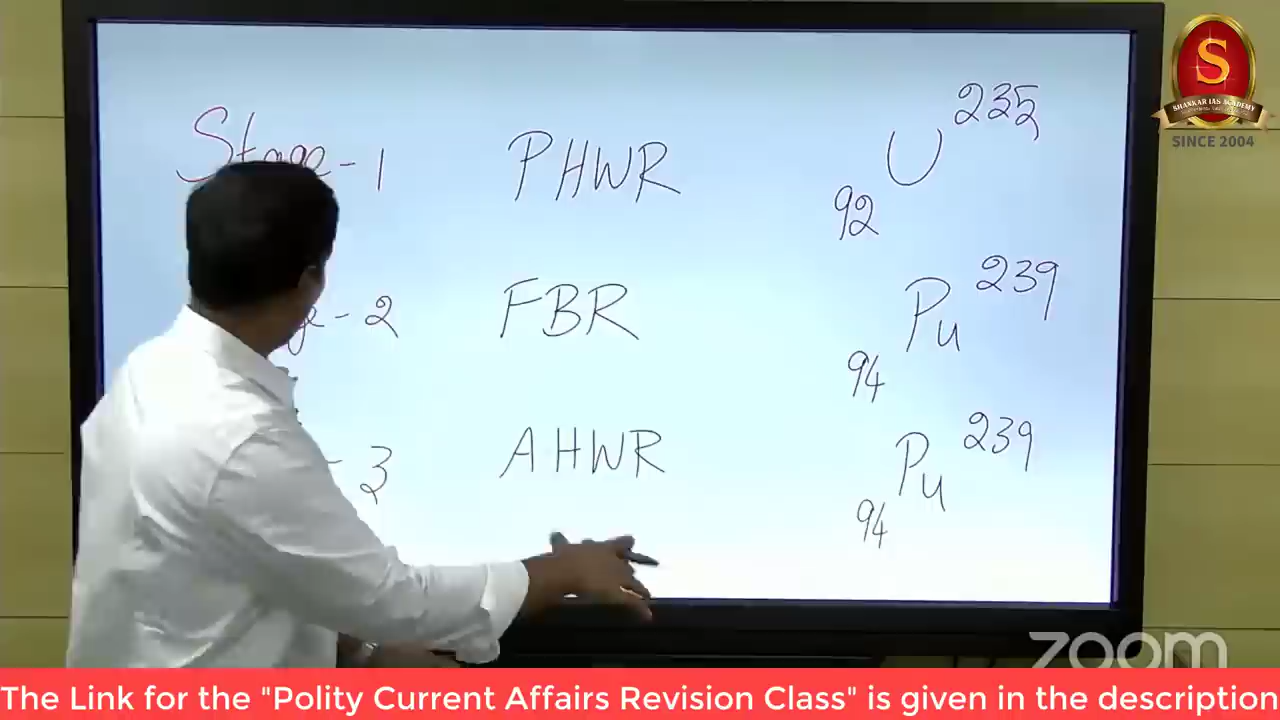 Stage - 1 PHWR 92 U 235
- 2 FBR 94 Pu 239
- 3 AHWR 94 Pu 239
S
SHANKAR IAS ACADEMY
SINCE 2004
zoom
The Link for the "Polity Current Affairs Revision Class" is given in the description